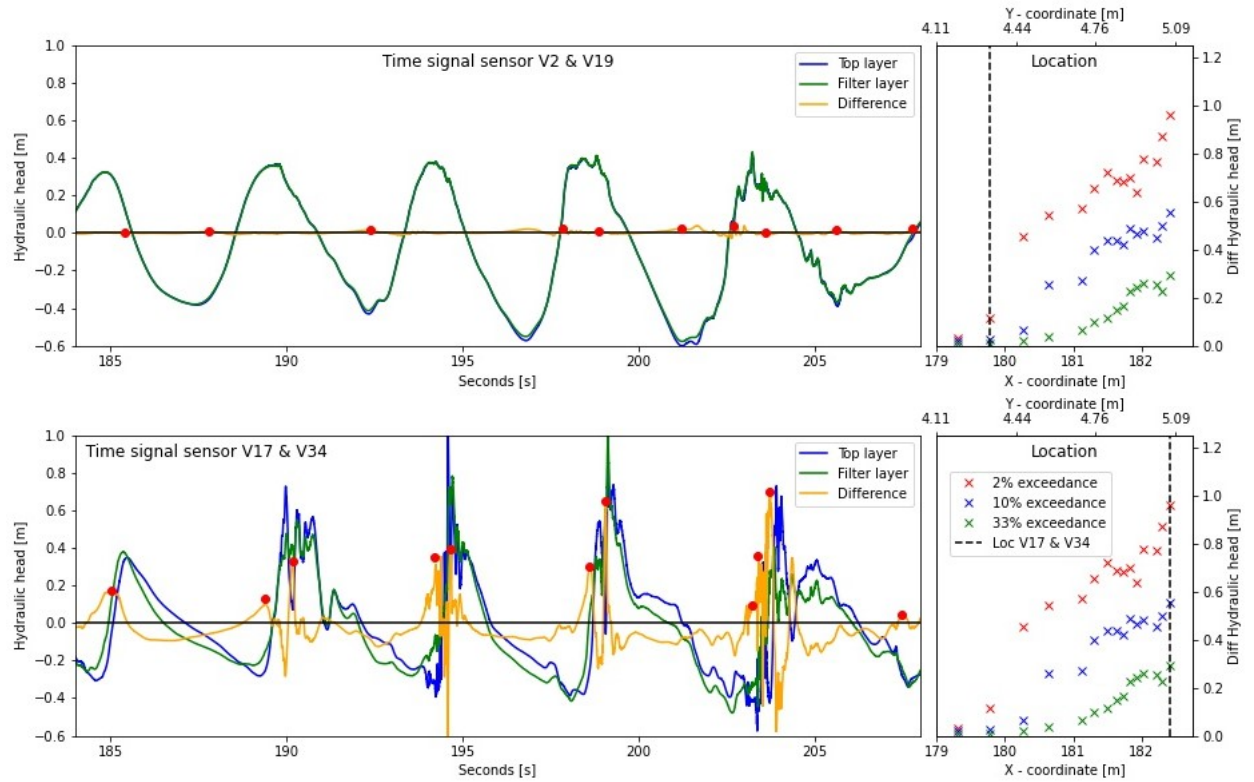 Y - coordinate [m]
4.11 4.44 4.76 5.09
Time signal sensor V2 & V19
Top layer
Filter layer
Difference
Location
1.0
0.8
0.6
0.4
0.2
0.0
−0.2
−0.4
−0.6
Hydraulic head [m]
185 190 195 200 205
Seconds [s]
1.2
1.0
0.8
0.6
0.4
0.2
0.0
Diff Hydraulic head [m]
179 180 181 182
X - coordinate [m]
Y - coordinate [m]
4.11 4.44 4.76 5.09
Time signal sensor V17 & V34
Top layer
Filter layer
Difference
Location
2% exceedance
10% exceedance
33% exceedance
Loc V17 & V34
1.0
0.8
0.6
0.4
0.2
0.0
−0.2
−0.4
−0.6
Hydraulic head [m]
185 190 195 200 205
Seconds [s]
1.2
1.0
0.8
0.6
0.4
0.2
0.0
Diff Hydraulic head [m]
179 180 181 182
X - coordinate [m]